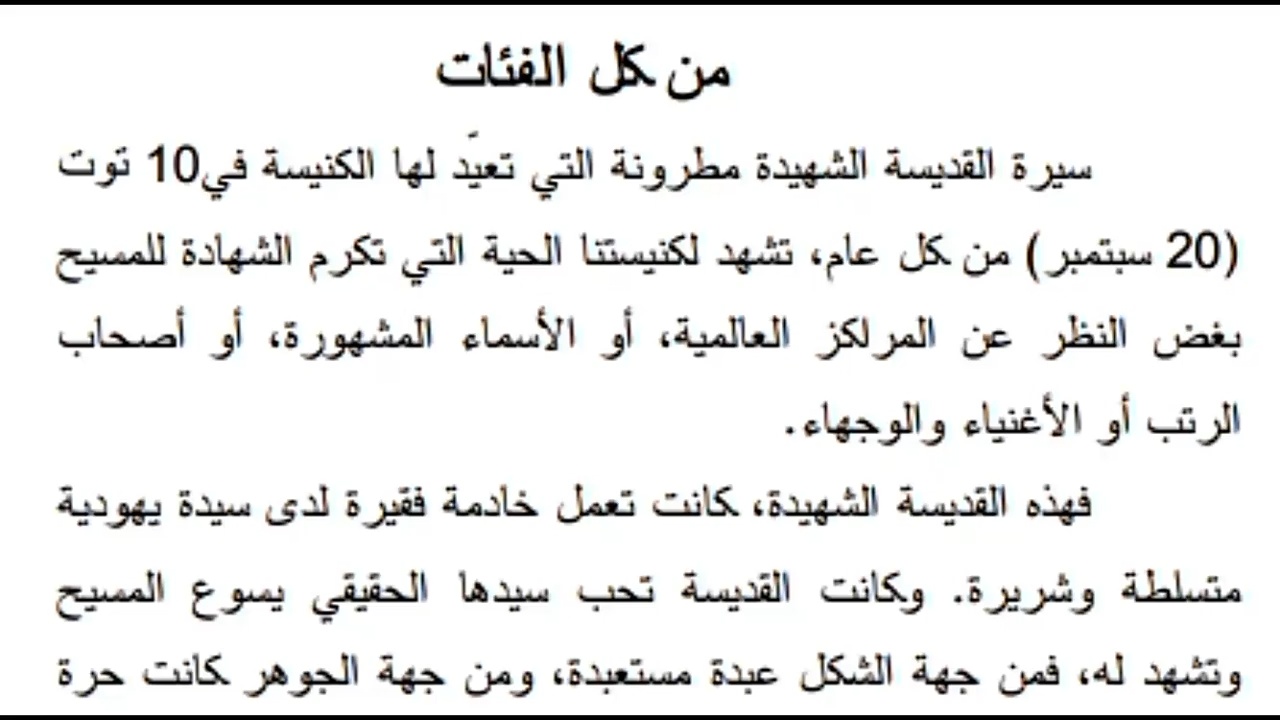 من كل الفئات
سيرة القديسة الشهيدة مطرونة التي تعيَّد لها الكنيسة في10 توت
(20 سبتمبر) من كل عام، تشهد لكنيستنا الحية التي تكرم الشهادة للمسيح
بغض النظر عن المراكز العالمية، أو الأسماء المشهورة، أو أصحاب
الرتب أو الأغنياء والوجهاء.
فهذه القديسة الشهيدة، كانت تعمل خادمة فقيرة لدى سيدة يهودية
متسلطة وشريرة. وكانت القديسة تحب سيدها الحقيقي يسوع المسيح
وتشهد له، فمن جهة الشكل عبدة مستعبدة، ومن جهة الجوهر كانت حرة